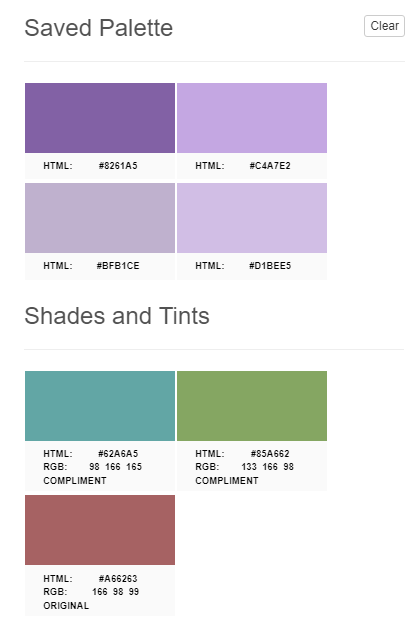 Saved Palette
Clear
HTML: #8261A5
HTML: #C4A7E2
HTML: #BFB1CE
HTML: #D1BEE5
Shades and Tints
HTML: #62A6A5
RGB: 98 166 165
COMPLIMENT
HTML: #85A662
RGB: 133 166 98
COMPLIMENT
HTML: #A66263
RGB: 166 98 99
ORIGINAL